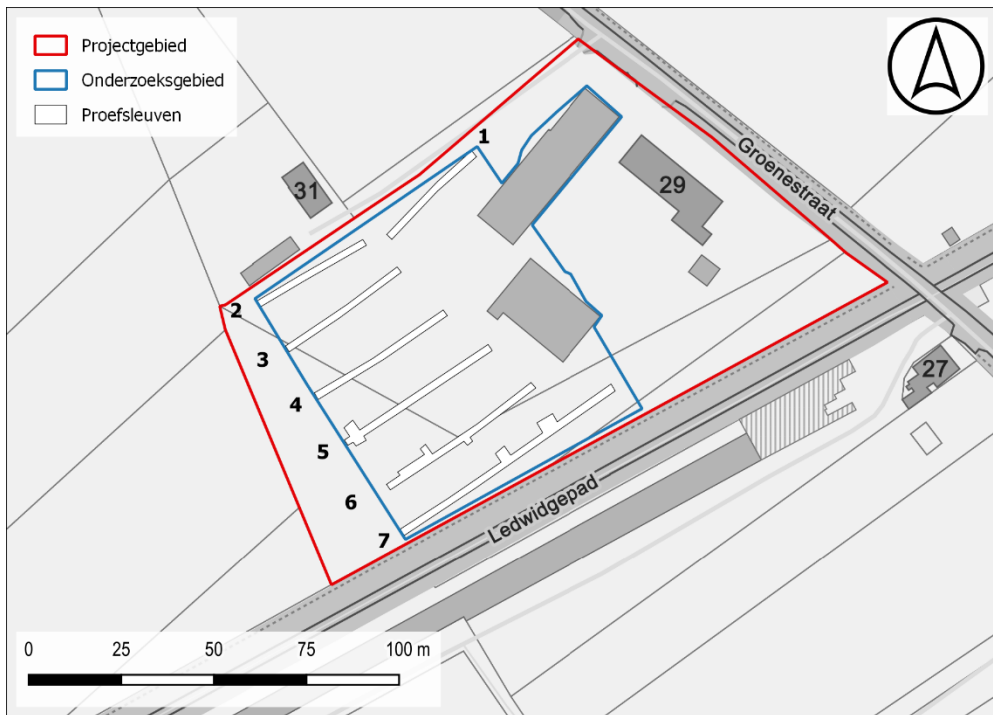 Projectgebied
Onderzoeksgebied
Proefsleuven
1
Groenestraat
31
29
2
3
27
4
5
6
Ledwidgepad
7
0 25 50 75 100 m